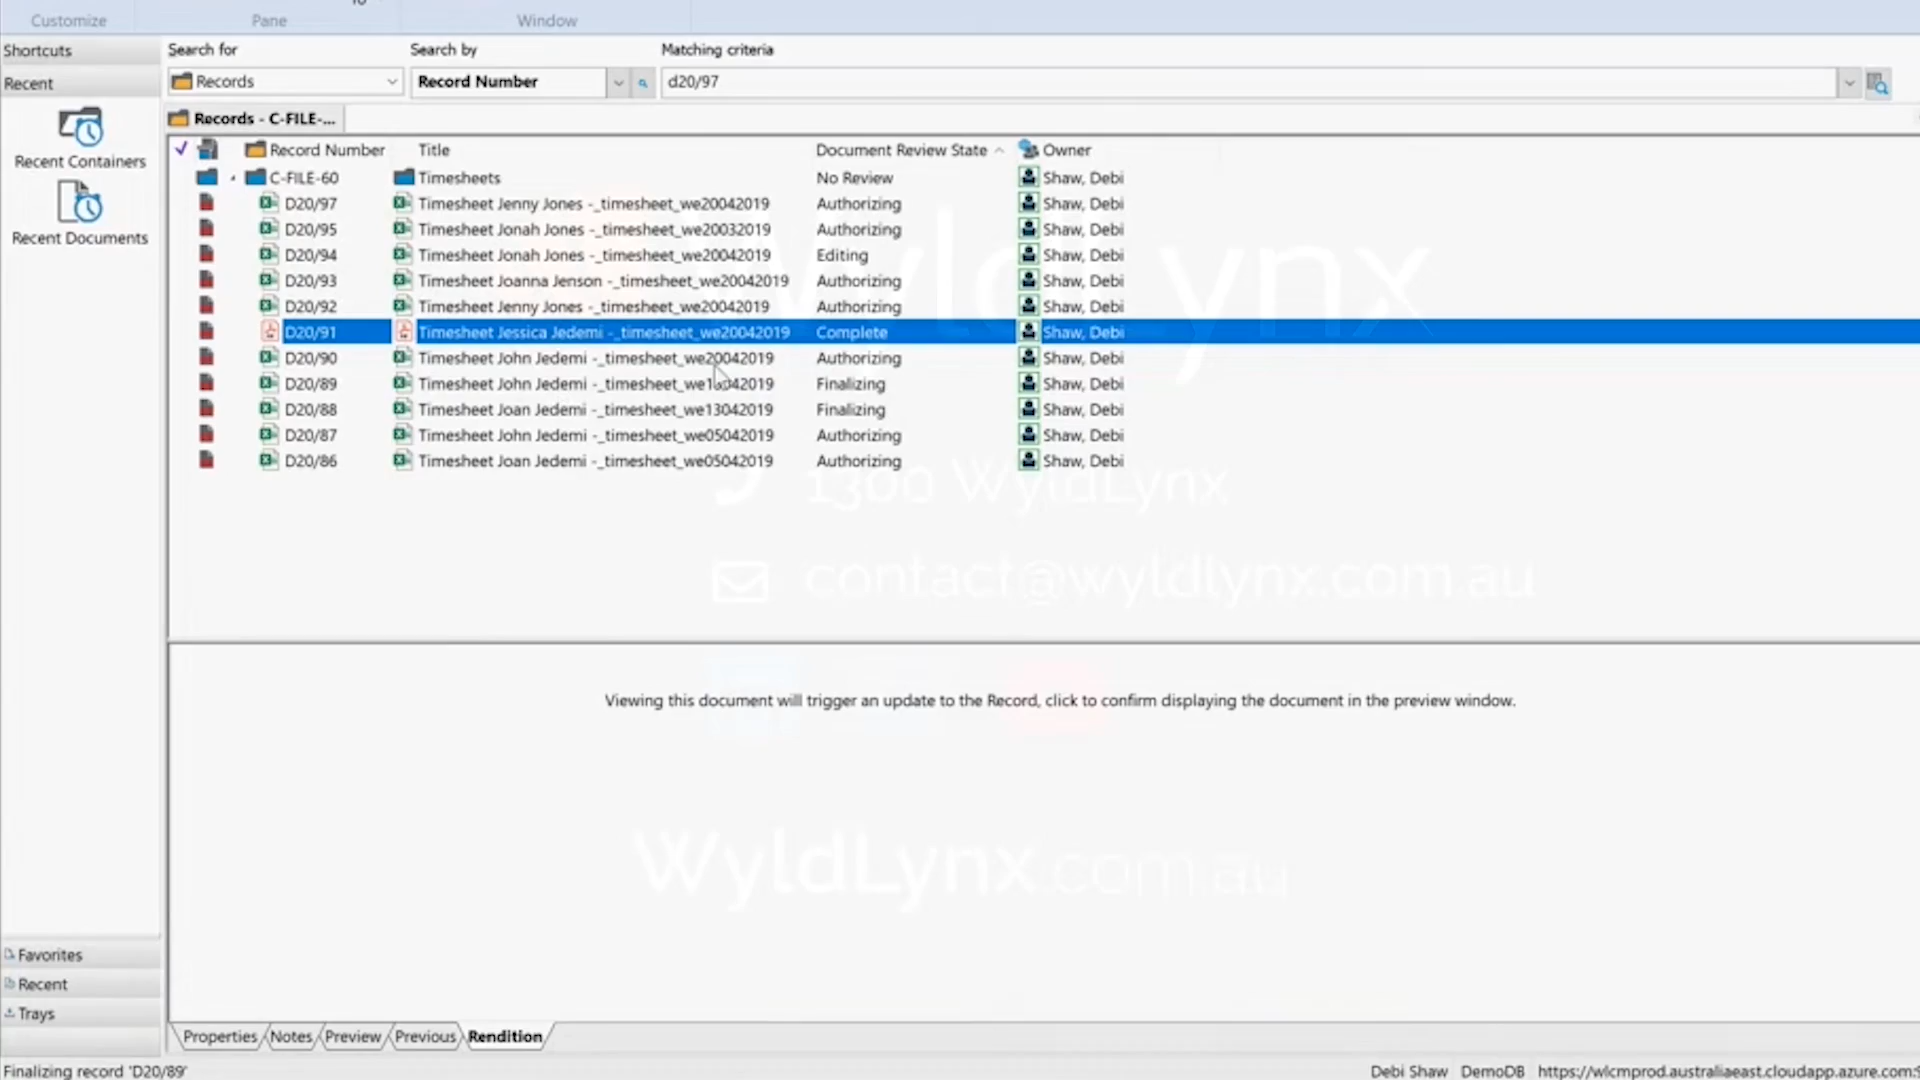 Customize Pane Window
Shortcuts Search for Search by Matching criteria
Records Record Number d20/97
Recent
Recent Containers
Recent Documents
Records - C-FILE-...
Record Number Title Document Review State Owner
C-FILE-60 Timesheets No Review Shaw, Debi
D20/97 Timesheet Jenny Jones -_timesheet_we20042019 Authorizing Shaw, Debi
D20/95 Timesheet Jonah Jones -_timesheet_we20032019 Authorizing Shaw, Debi
D20/94 Timesheet Jonah Jones -_timesheet_we20042019 Editing Shaw, Debi
D20/93 Timesheet Joanna Jenson -_timesheet_we20042019 Authorizing Shaw, Debi
D20/92 Timesheet Jenny Jones -_timesheet_we20042019 Authorizing Shaw, Debi
D20/91 Timesheet Jessica Jedemi -_timesheet_we20042019 Complete Shaw, Debi
D20/90 Timesheet John Jedemi -_timesheet_we20042019 Authorizing Shaw, Debi
D20/89 Timesheet John Jedemi Finalizing Shaw, Debi
D20/88 Timesheet Joan Jedemi -_timesheet_we13042019 Finalizing Shaw, Debi
D20/87 Timesheet John Jedemi -_timesheet_we05042019 Authorizing Shaw, Debi
D20/86 Timesheet Joan Jedemi -_timesheet_we05042019 Authorizing Shaw, Debi
WyldLynx
1300 WyldLynx
contact@wyldlynx.com.au
Viewing this document will trigger an update to the Record, click to confirm displaying the document in the preview window.
WyldLynx.com.au
Favorites
Recent
Trays
Properties Notes Preview Previous Rendition
Finalizing record 'D20/89' Debi Shaw DemoDB https://wlcmprod.australiaeast.cloudapp.azure.com: